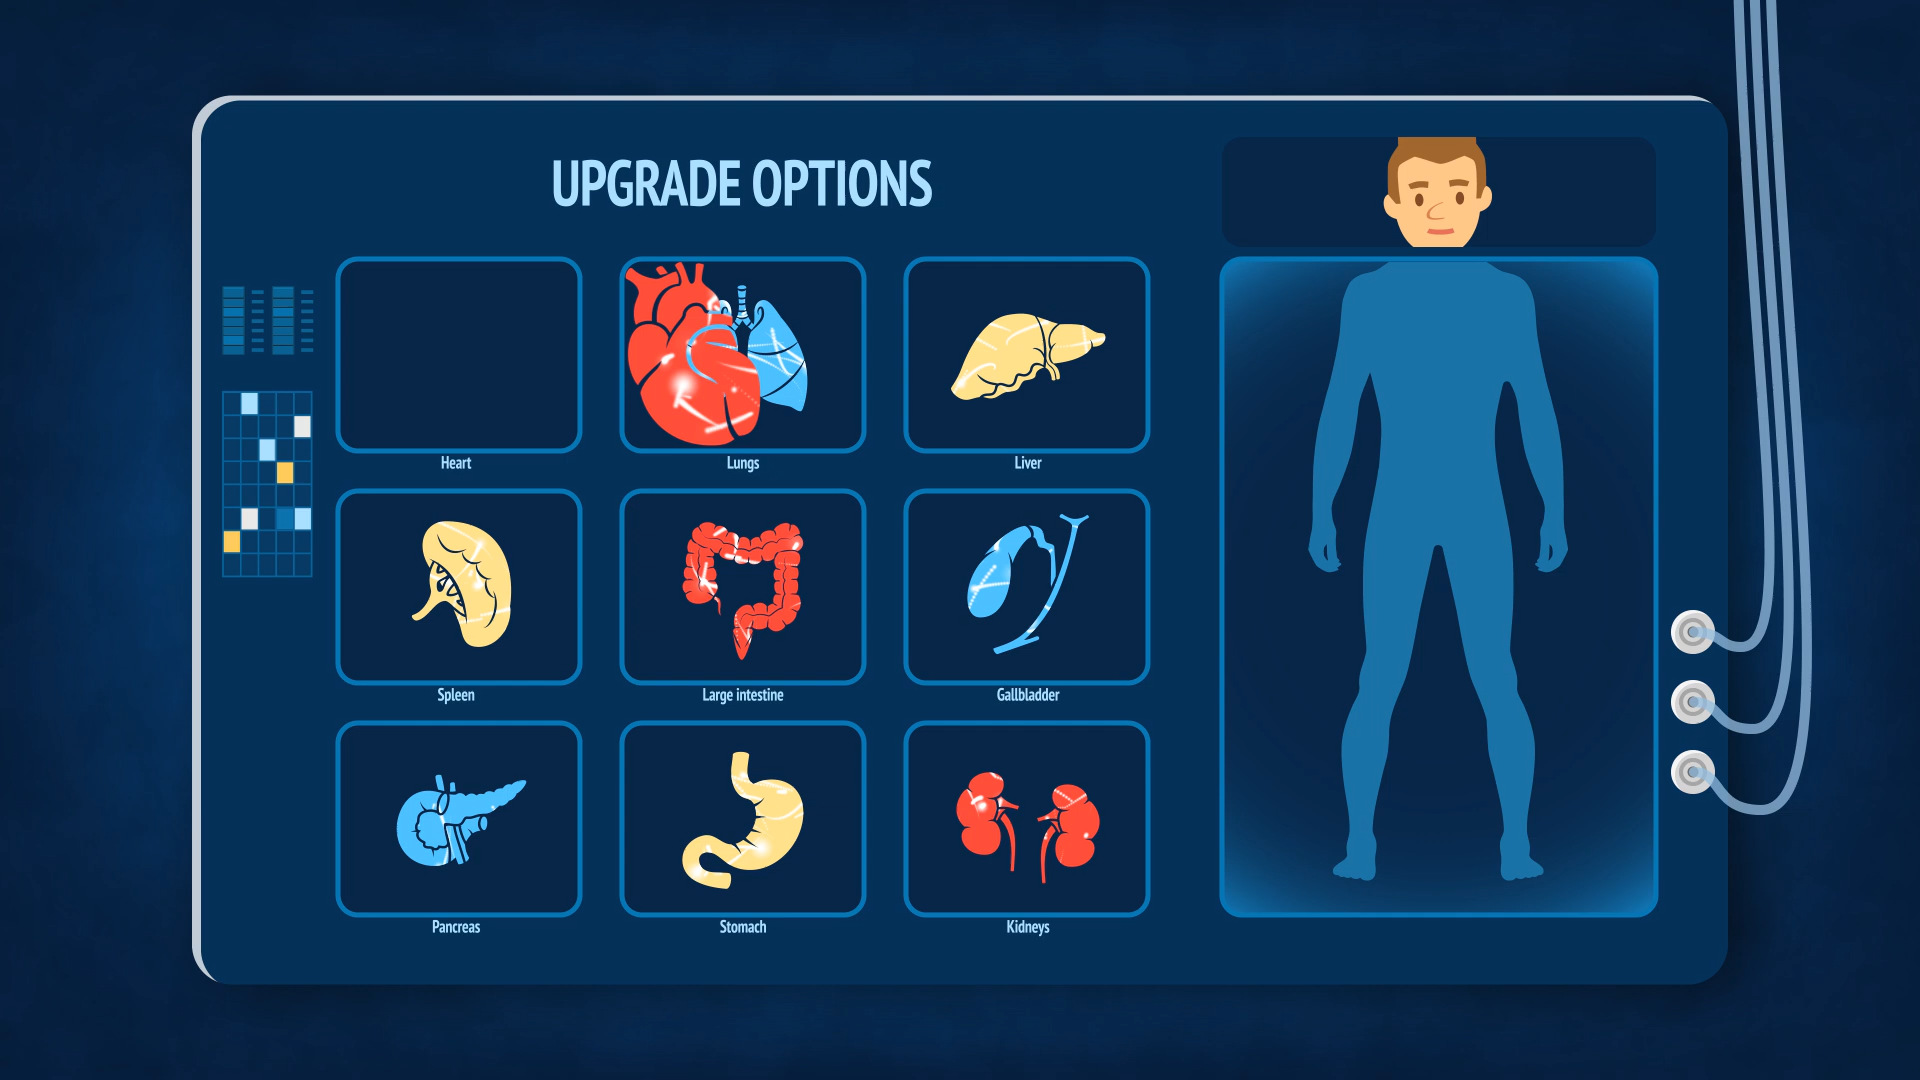 UPGRADE OPTIONS
Heart
Lungs
Liver
Spleen
Large intestine
Gallbladder
Pancreas
Stomach
Kidneys